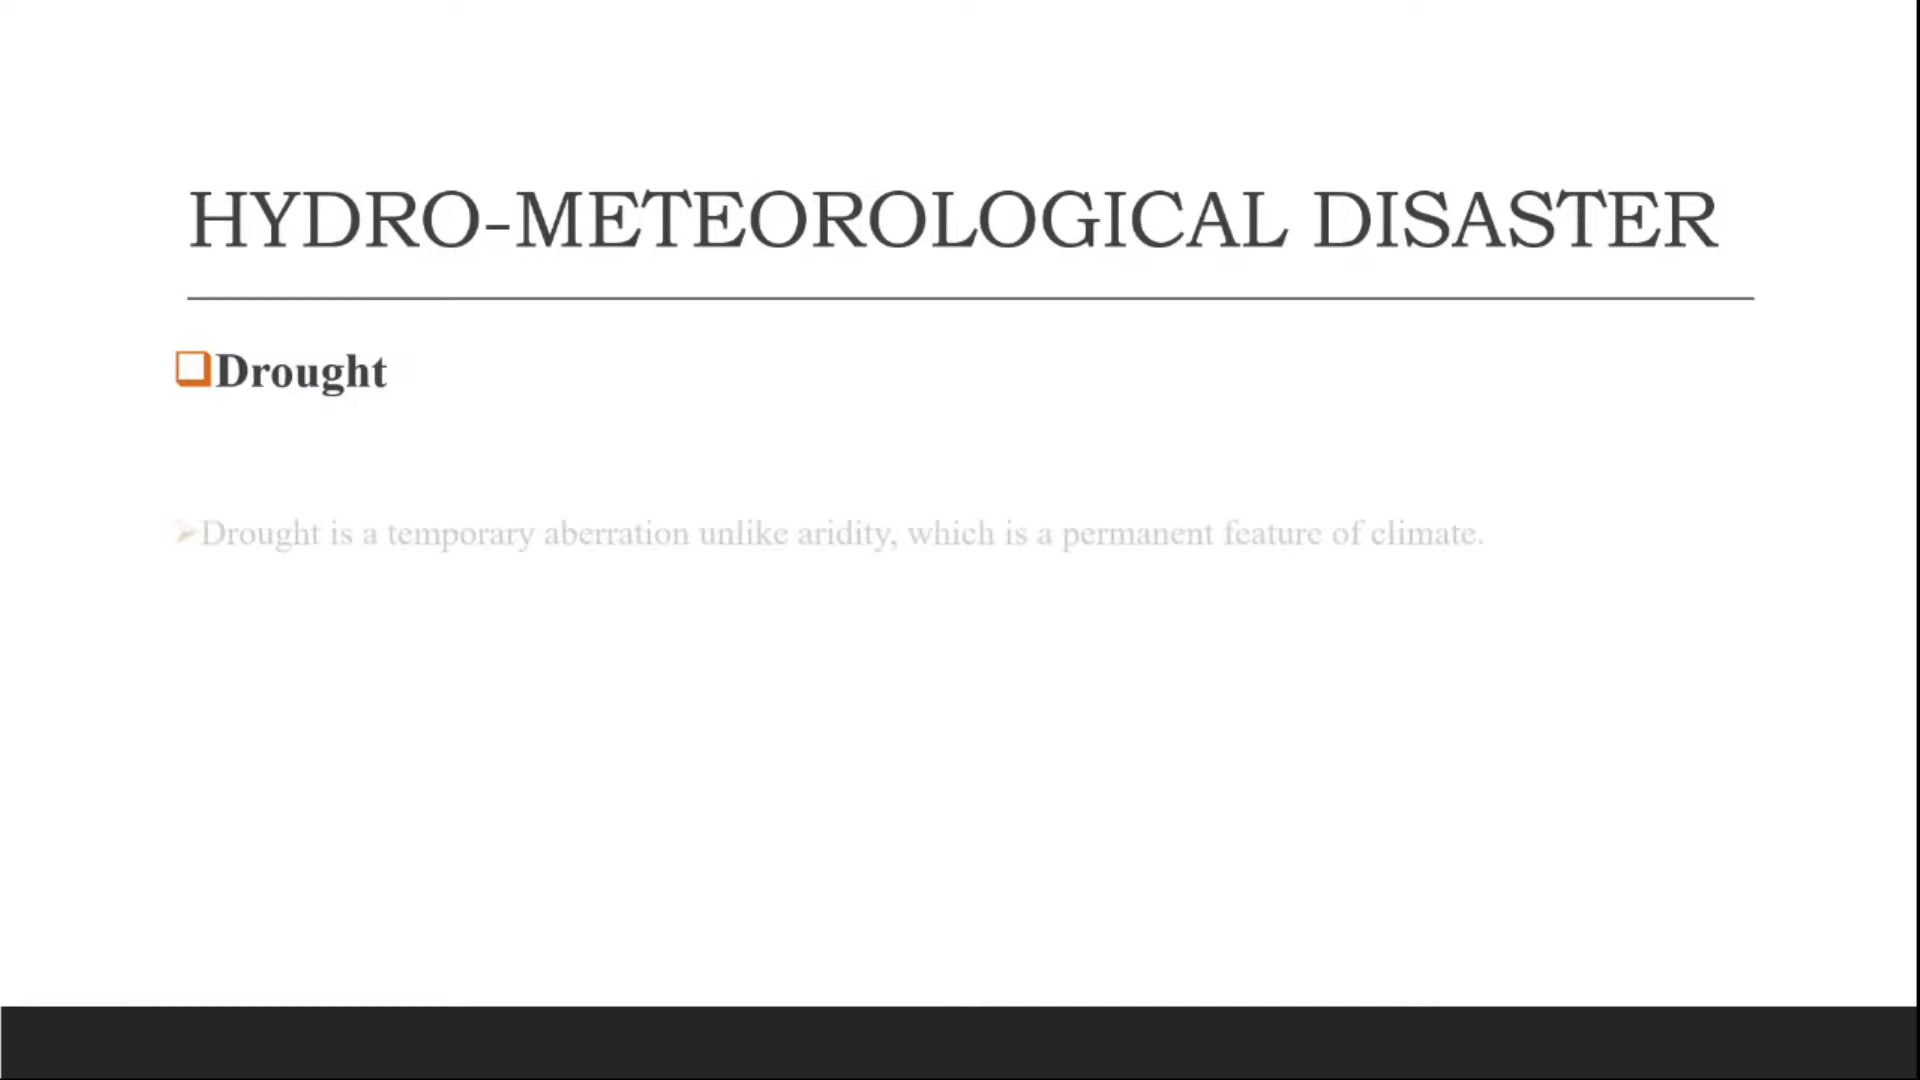 HYDRO-METEOROLOGICAL DISASTER
Drought
Drought is a temporary aberration unlike aridity, which is a permanent feature of climate.